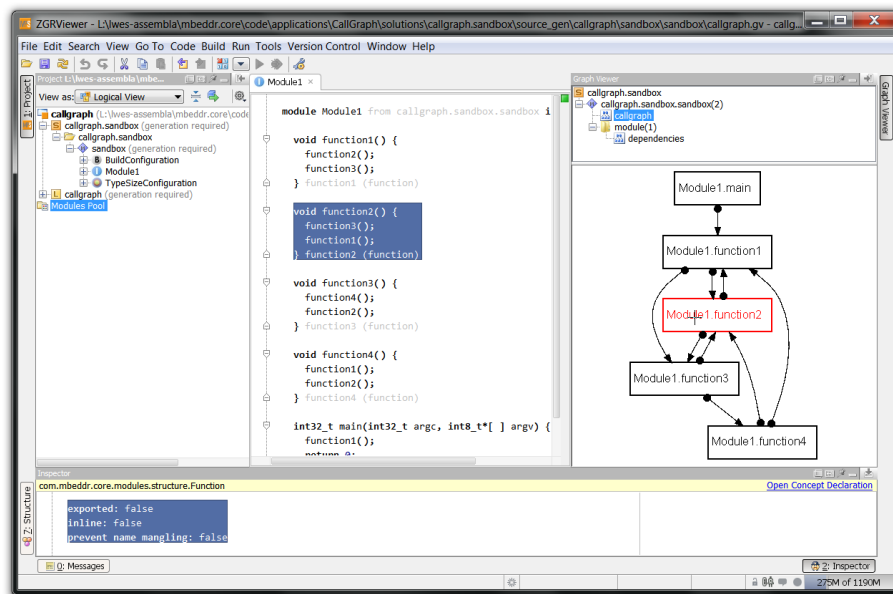 ZGRViewer - L:\lwes-assembla\mbeddr.core\code\applications\CallGraph\solutions\callgraph.sandbox\source_gen\callgraph\sandbox\sandbox\callgraph.gv - callg...
File Edit Search View Go To Code Build Run Tools Version Control Window Help
Project L:\lwes-assembla\mbe...
Module1
Graph Viewer
1: Project
View as: Logical View
callgraph (L:\lwes-assembla\mbeddr.core\code
callgraph.sandbox (generation required)
callgraph.sandbox
sandbox (generation required)
BuildConfiguration
Module1
TypeSizeConfiguration
callgraph (generation required)
Modules Pool
module Module1 from callgraph.sandbox.sandbox i
void function1() {
function2();
function3();
} function1 (function)
void function2() {
function3();
function1();
} function2 (function)
void function3() {
function4();
function2();
} function3 (function)
void function4() {
function1();
function2();
} function4 (function)
int32_t main(int32_t argc, int8_t*[ ] argv) {
function1();
return 0;
callgraph.sandbox
callgraph.sandbox.sandbox(2)
callgraph
module(1)
dependencies
Graph Viewer
Module1.main
Module1.function1
Module1.function2
Module1.function3
Module1.function4
Inspector
com.mbeddr.core.modules.structure.Function
Open Concept Declaration
exported: false
inline: false
prevent name mangling: false
Z: Structure
0: Messages
2: Inspector
275M of 1190M